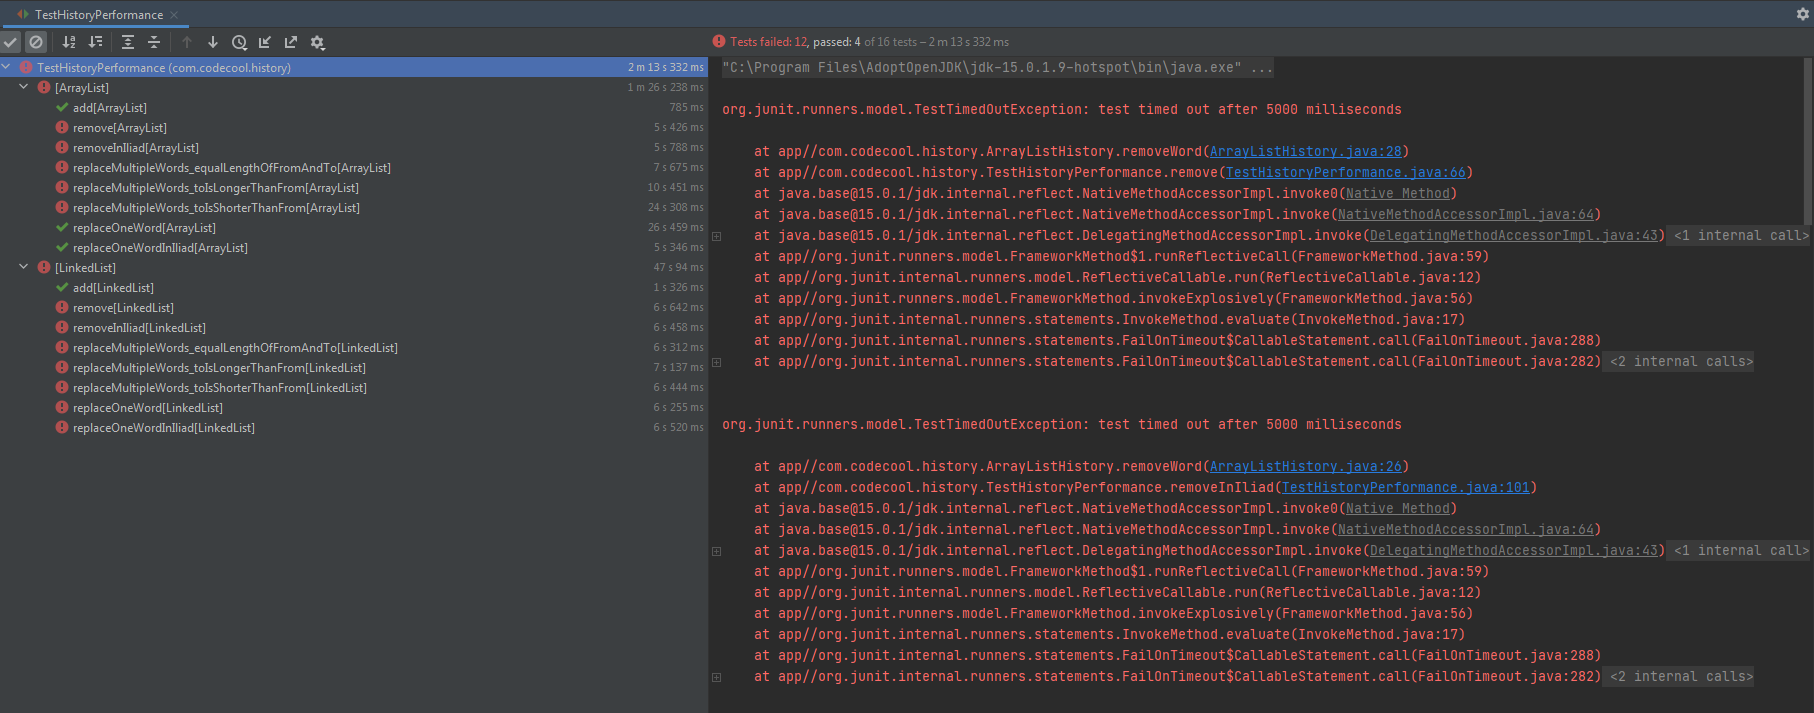 TestHistoryPerformance
Tests failed: 12, passed: 4 of 16 tests – 2 m 13 s 332 ms
TestHistoryPerformance (com.codecool.history) 2 m 13 s 332 ms
[ArrayList] 1 m 26 s 238 ms
add[ArrayList] 785 ms
remove[ArrayList] 5 s 426 ms
removeInIliad[ArrayList] 5 s 788 ms
replaceMultipleWords_equalLengthOfFromAndTo[ArrayList] 7 s 675 ms
replaceMultipleWords_toIsLongerThanFrom[ArrayList] 10 s 451 ms
replaceMultipleWords_toIsShorterThanFrom[ArrayList] 24 s 308 ms
replaceOneWord[ArrayList] 26 s 459 ms
replaceOneWordInIliad[ArrayList] 5 s 346 ms
[LinkedList] 47 s 94 ms
add[LinkedList] 1 s 326 ms
remove[LinkedList] 6 s 642 ms
removeInIliad[LinkedList] 6 s 458 ms
replaceMultipleWords_equalLengthOfFromAndTo[LinkedList] 6 s 312 ms
replaceMultipleWords_toIsLongerThanFrom[LinkedList] 7 s 137 ms
replaceMultipleWords_toIsShorterThanFrom[LinkedList] 6 s 444 ms
replaceOneWord[LinkedList] 6 s 255 ms
replaceOneWordInIliad[LinkedList] 6 s 520 ms
"C:\Program Files\AdoptOpenJDK\jdk-15.0.1.9-hotspot\bin\java.exe" ...
org.junit.runners.model.TestTimedOutException: test timed out after 5000 milliseconds
at app//com.codecool.history.ArrayListHistory.removeWord(ArrayListHistory.java:28)
at app//com.codecool.history.TestHistoryPerformance.remove(TestHistoryPerformance.java:66)
at java.base@15.0.1/jdk.internal.reflect.NativeMethodAccessorImpl.invoke0(Native Method)
at java.base@15.0.1/jdk.internal.reflect.NativeMethodAccessorImpl.invoke(NativeMethodAccessorImpl.java:64)
at java.base@15.0.1/jdk.internal.reflect.DelegatingMethodAccessorImpl.invoke(DelegatingMethodAccessorImpl.java:43) <1 internal call>
at app//org.junit.runners.model.FrameworkMethod$1.runReflectiveCall(FrameworkMethod.java:59)
at app//org.junit.internal.runners.model.ReflectiveCallable.run(ReflectiveCallable.java:12)
at app//org.junit.runners.model.FrameworkMethod.invokeExplosively(FrameworkMethod.java:56)
at app//org.junit.internal.runners.statements.InvokeMethod.evaluate(InvokeMethod.java:17)
at app//org.junit.internal.runners.statements.FailOnTimeout$CallableStatement.call(FailOnTimeout.java:288)
at app//org.junit.internal.runners.statements.FailOnTimeout$CallableStatement.call(FailOnTimeout.java:282) <2 internal calls>
org.junit.runners.model.TestTimedOutException: test timed out after 5000 milliseconds
at app//com.codecool.history.ArrayListHistory.removeWord(ArrayListHistory.java:26)
at app//com.codecool.history.TestHistoryPerformance.removeInIliad(TestHistoryPerformance.java:101)
at java.base@15.0.1/jdk.internal.reflect.NativeMethodAccessorImpl.invoke0(Native Method)
at java.base@15.0.1/jdk.internal.reflect.NativeMethodAccessorImpl.invoke(NativeMethodAccessorImpl.java:64)
at java.base@15.0.1/jdk.internal.reflect.DelegatingMethodAccessorImpl.invoke(DelegatingMethodAccessorImpl.java:43) <1 internal call>
at app//org.junit.runners.model.FrameworkMethod$1.runReflectiveCall(FrameworkMethod.java:59)
at app//org.junit.internal.runners.model.ReflectiveCallable.run(ReflectiveCallable.java:12)
at app//org.junit.runners.model.FrameworkMethod.invokeExplosively(FrameworkMethod.java:56)
at app//org.junit.internal.runners.statements.InvokeMethod.evaluate(InvokeMethod.java:17)
at app//org.junit.internal.runners.statements.FailOnTimeout$CallableStatement.call(FailOnTimeout.java:288)
at app//org.junit.internal.runners.statements.FailOnTimeout$CallableStatement.call(FailOnTimeout.java:282) <2 internal calls>